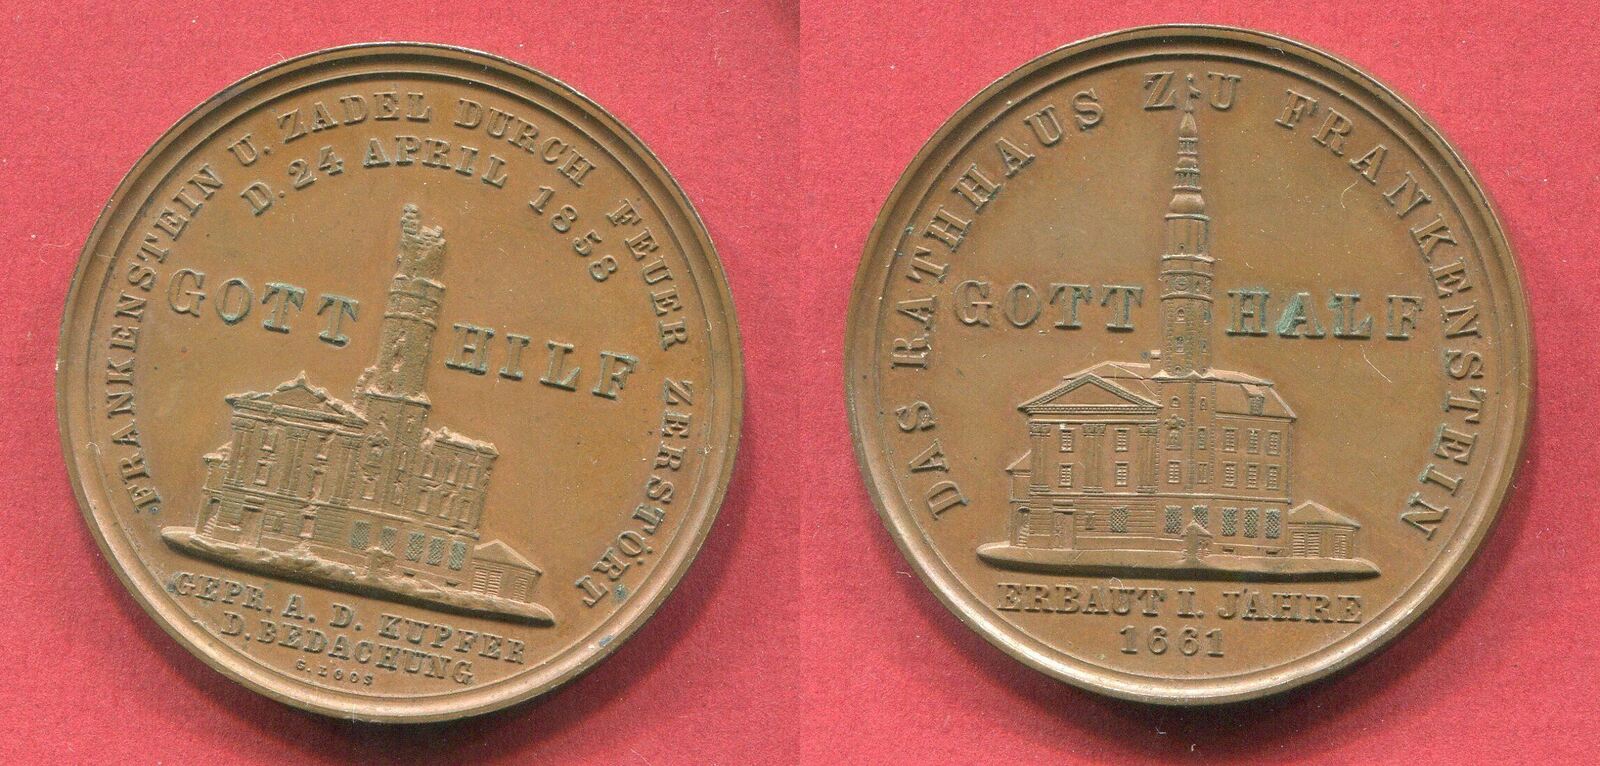 FRANKENSTEIN U. ZADEL DURCH FEUER ZERSTÖRT
D. 24 APRIL 1858
GOTT HILF
GEPR. A. D. KUPFER
D. BEDACHUNG
G. LOOS
DAS RATHHAUS ZU FRANKENSTEIN
GOTT HALF
ERBAUT I. JAHRE
1661